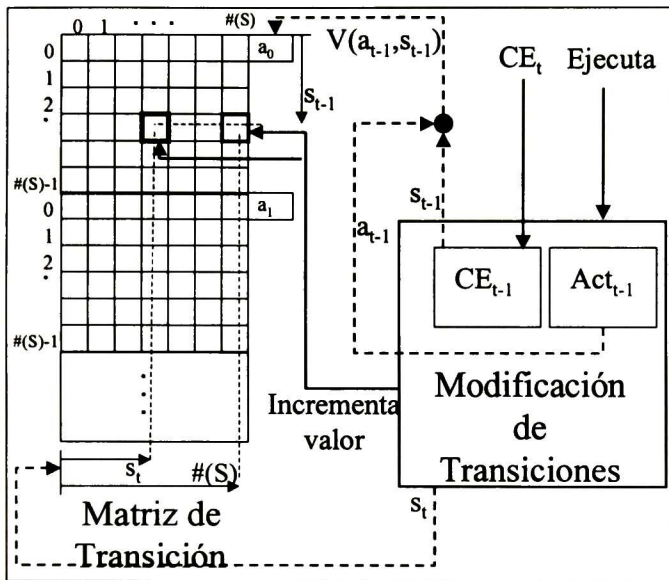 0 1 · · · #(S)
V(a_{t-1},s_{t-1})
CE_t
Ejecuta
0
1
2
·
#(S)-1
a_0
s_{t-1}
0
1
2
·
#(S)-1
a_1
a_{t-1}
s_{t-1}
CE_{t-1}
Act_{t-1}
Modificación
de
Transiciones
Incrementa
valor
s_t
#(S)
s_t
Matriz de
Transición